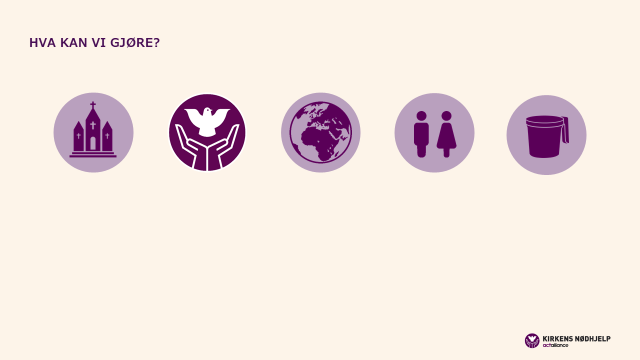 HVA KAN VI GJØRE?
KIRKENS NØDHJELP
actalliance